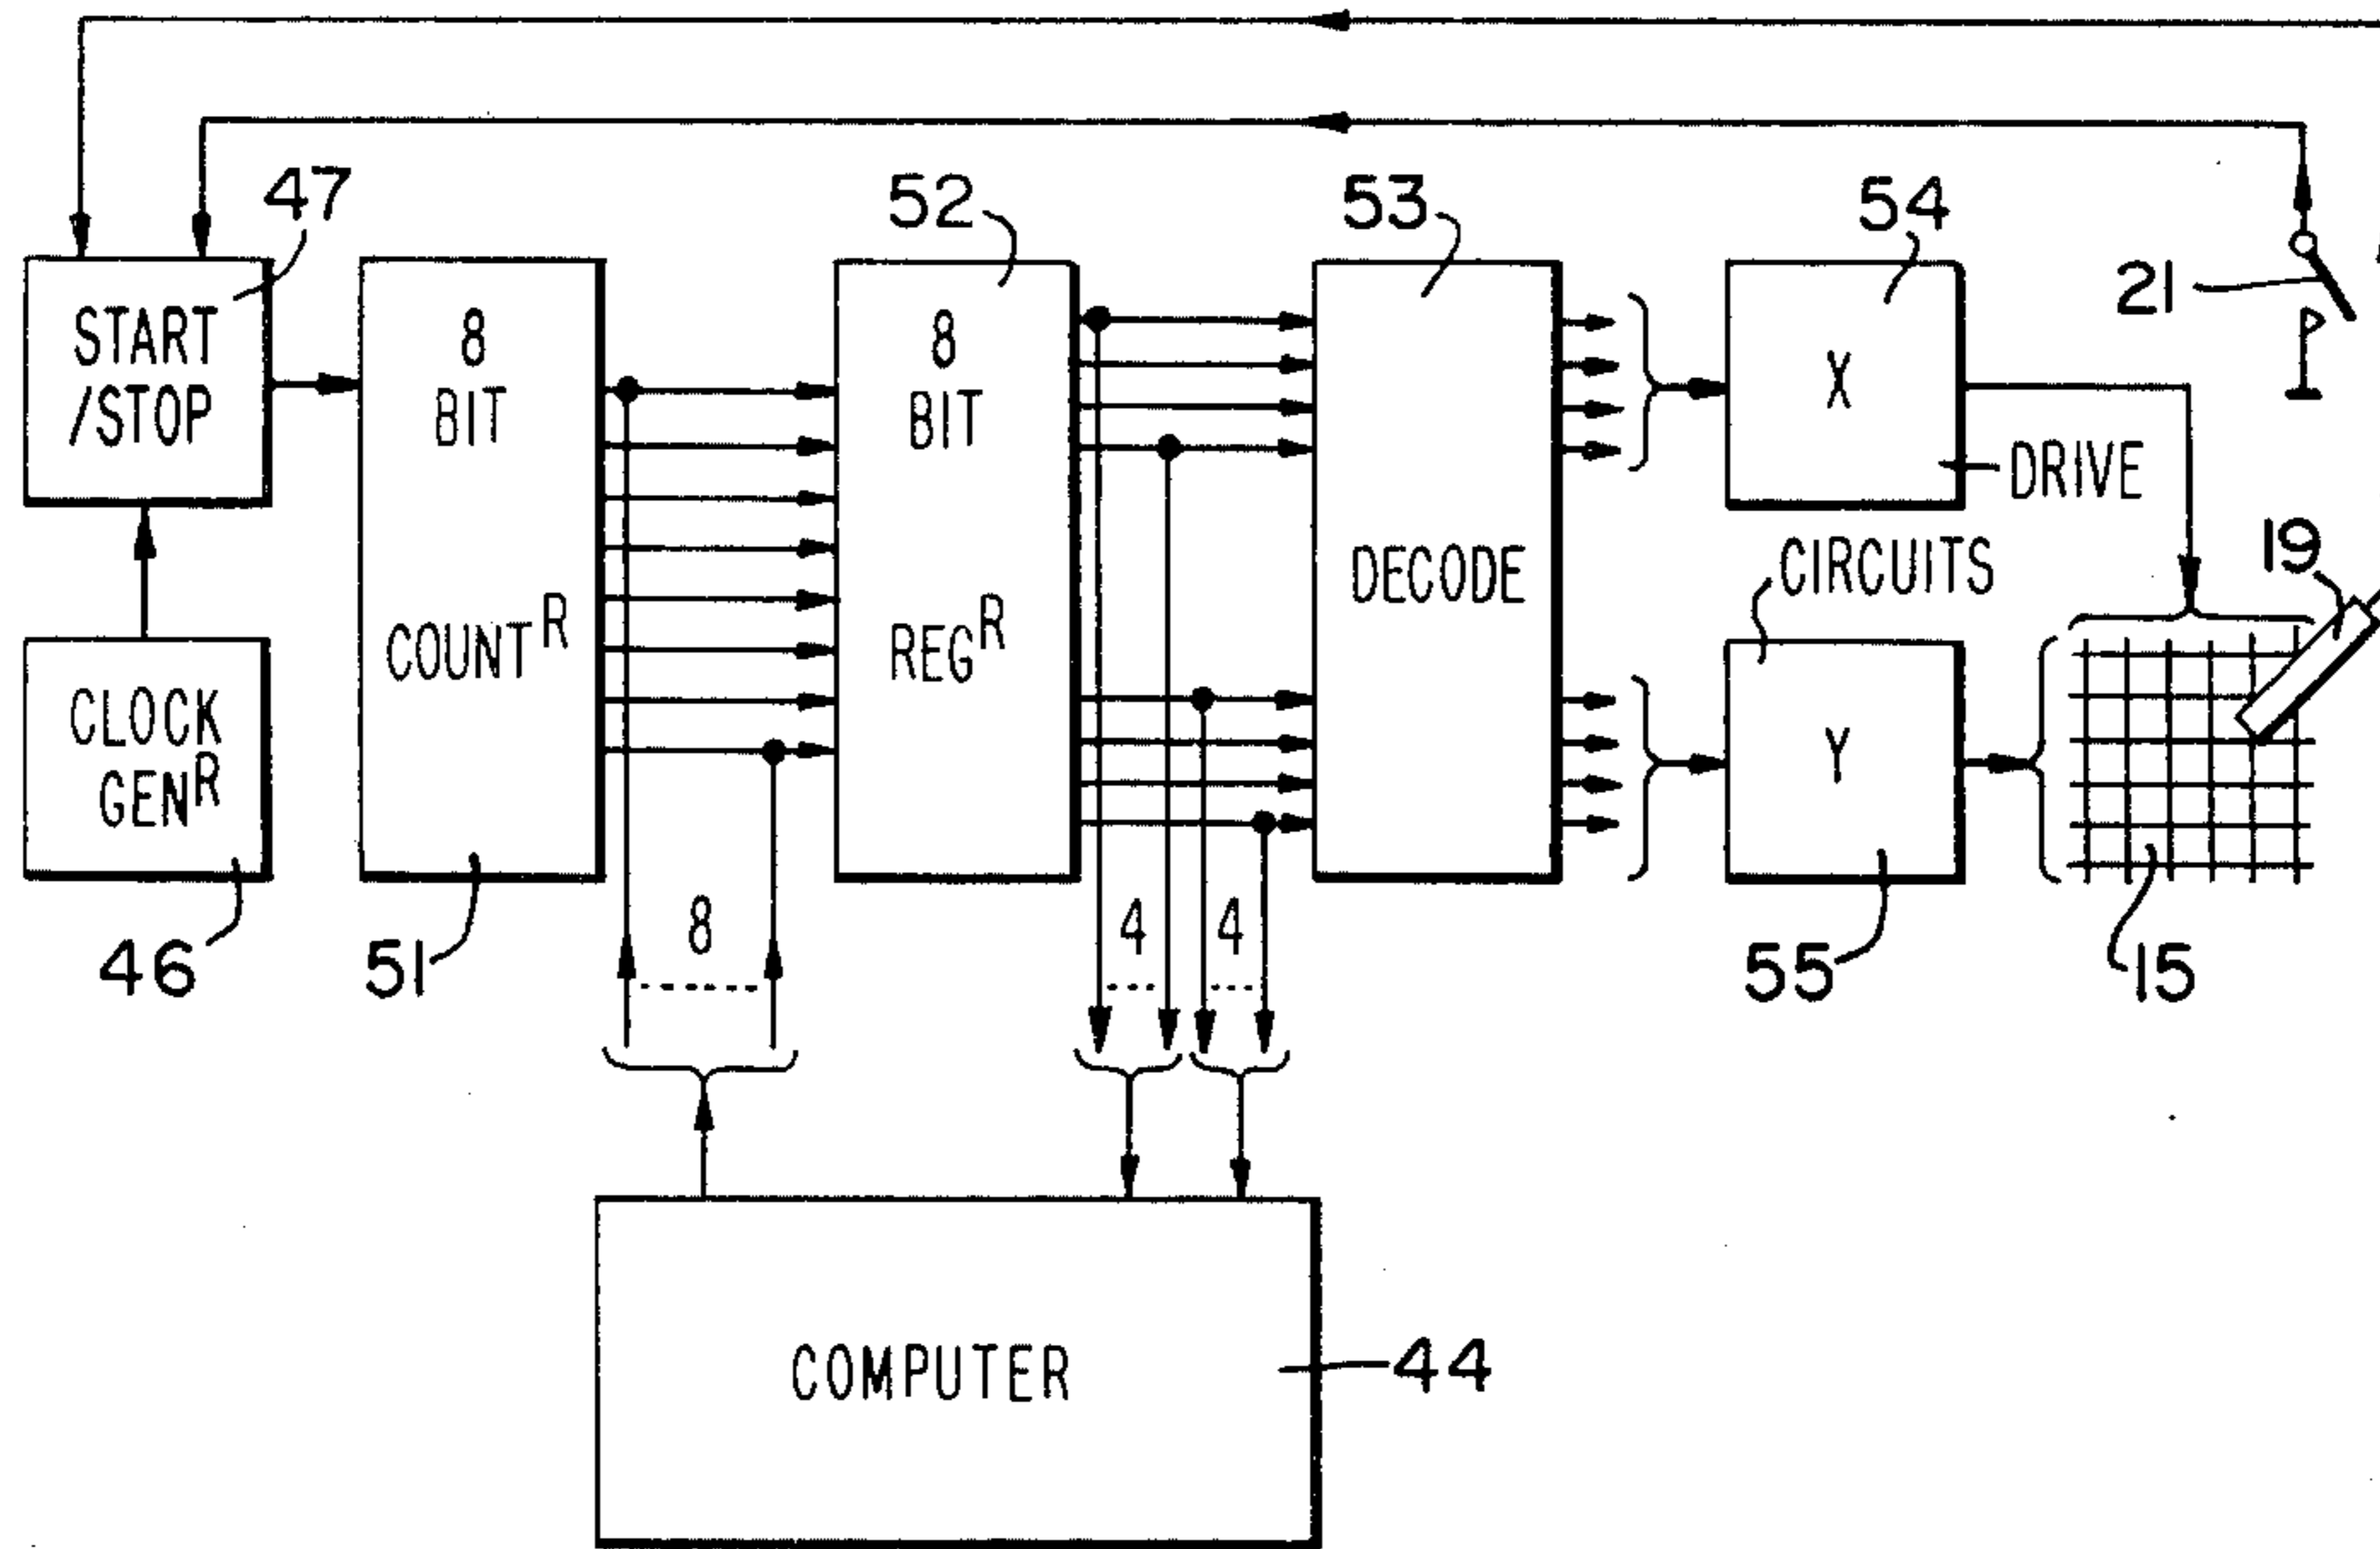 47
52
53
54
21
START
/STOP
8
BIT
COUNTᴿ
8
BIT
REGᴿ
DECODE
X
DRIVE
CIRCUITS
19
CLOCK
GENᴿ
Y
46
51
8
4
4
55
15
COMPUTER
44